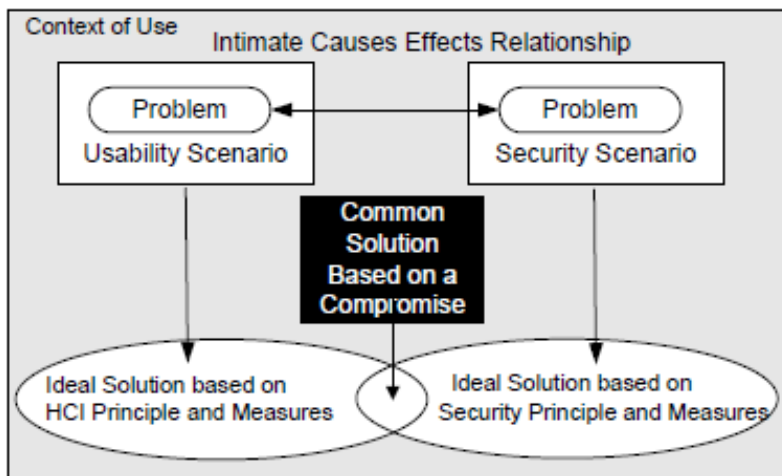 Context of Use
Intimate Causes Effects Relationship
Problem
Usability Scenario
Problem
Security Scenario
Common
Solution
Based on a
Compromise
Ideal Solution based on
HCI Principle and Measures
Ideal Solution based on
Security Principle and Measures